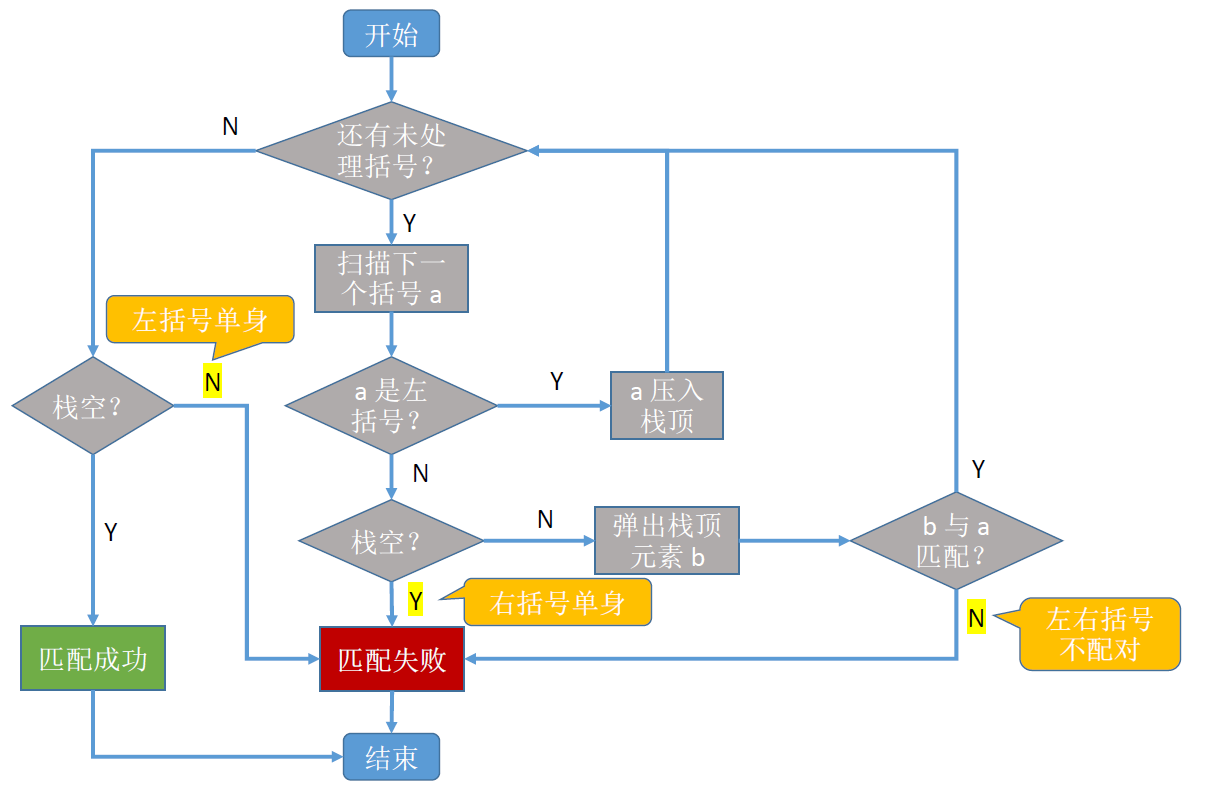 开始
N
还有未处
理括号？
Y
扫描下一
个括号 a
左括号单身
N
栈空？
a 是左
括号？
Y
a 压入
栈顶
N
Y
Y
栈空？
N
弹出栈顶
元素 b
b 与 a
匹配？
Y
右括号单身
N
左右括号
不配对
匹配成功
匹配失败
结束